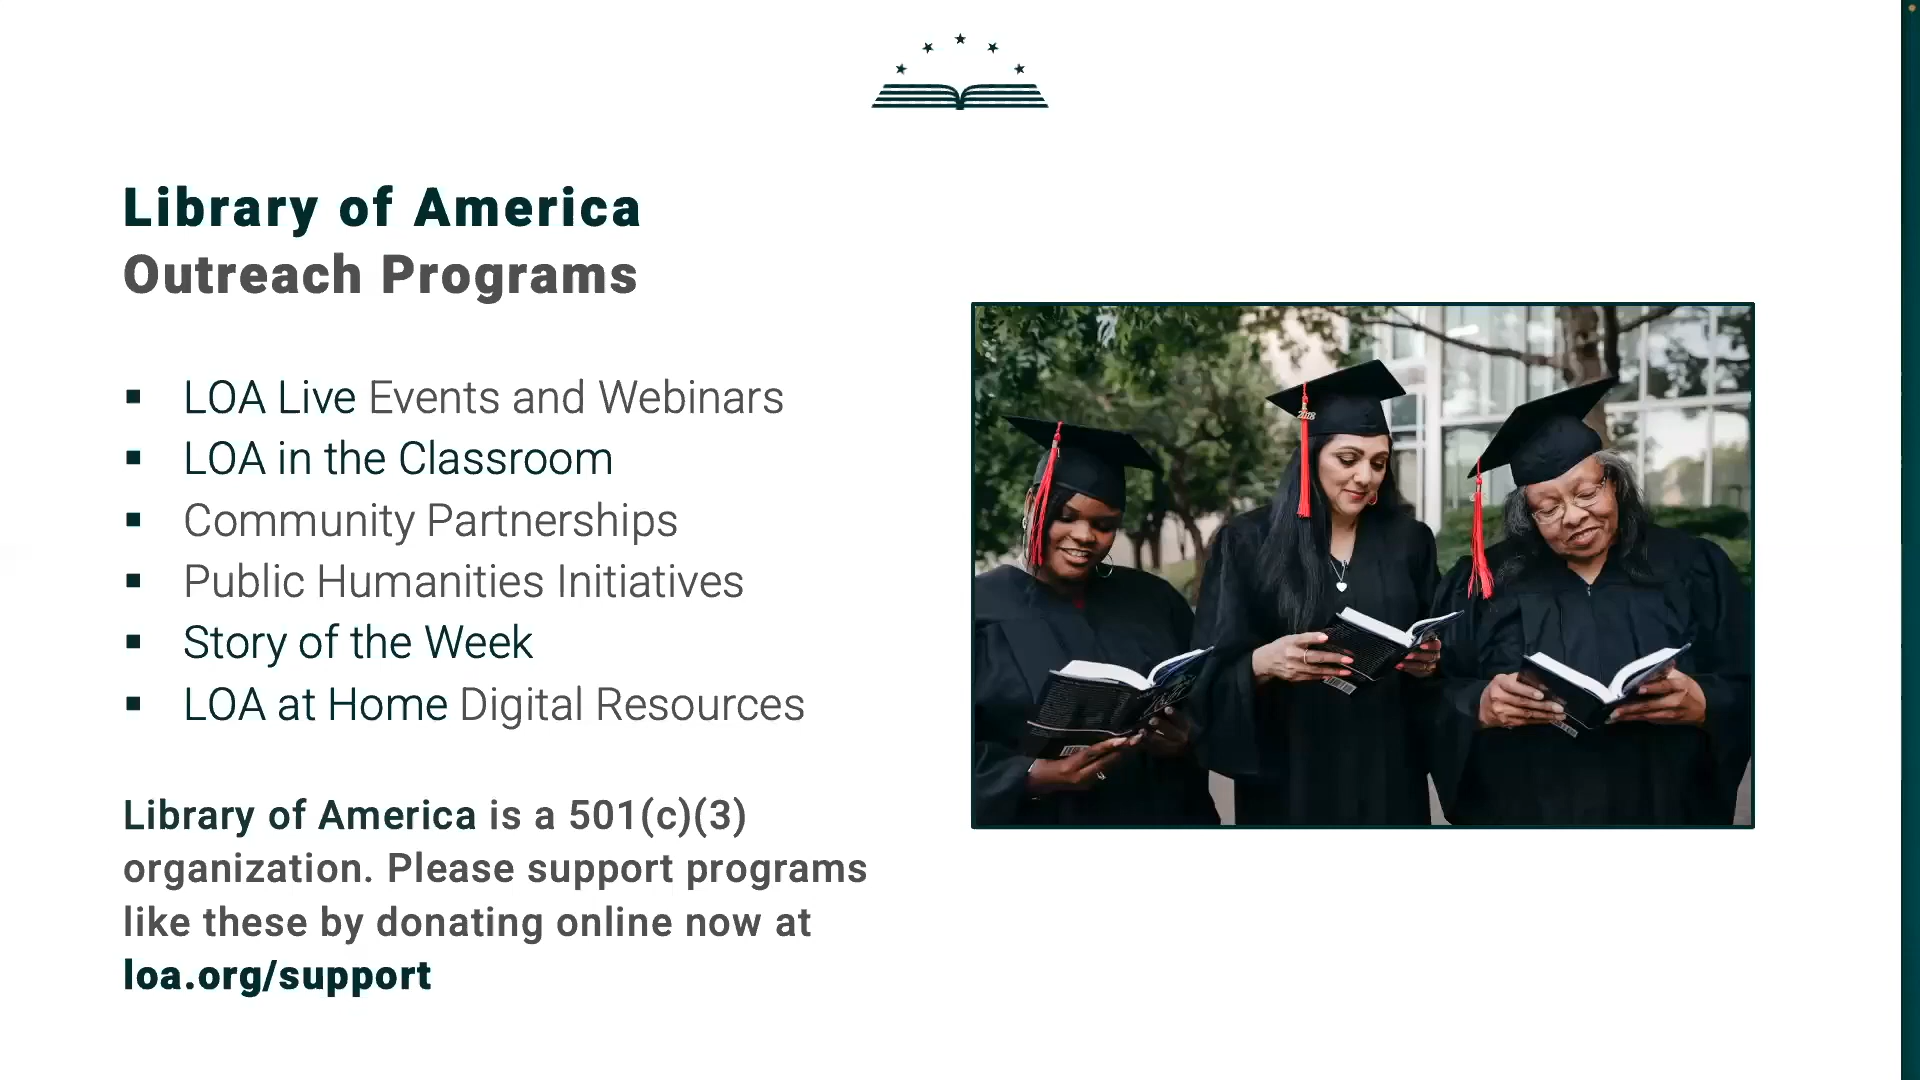 Library of America
Outreach Programs
LOA Live Events and Webinars
LOA in the Classroom
Community Partnerships
Public Humanities Initiatives
Story of the Week
LOA at Home Digital Resources
Library of America is a 501(c)(3)
organization. Please support programs
like these by donating online now at
loa.org/support